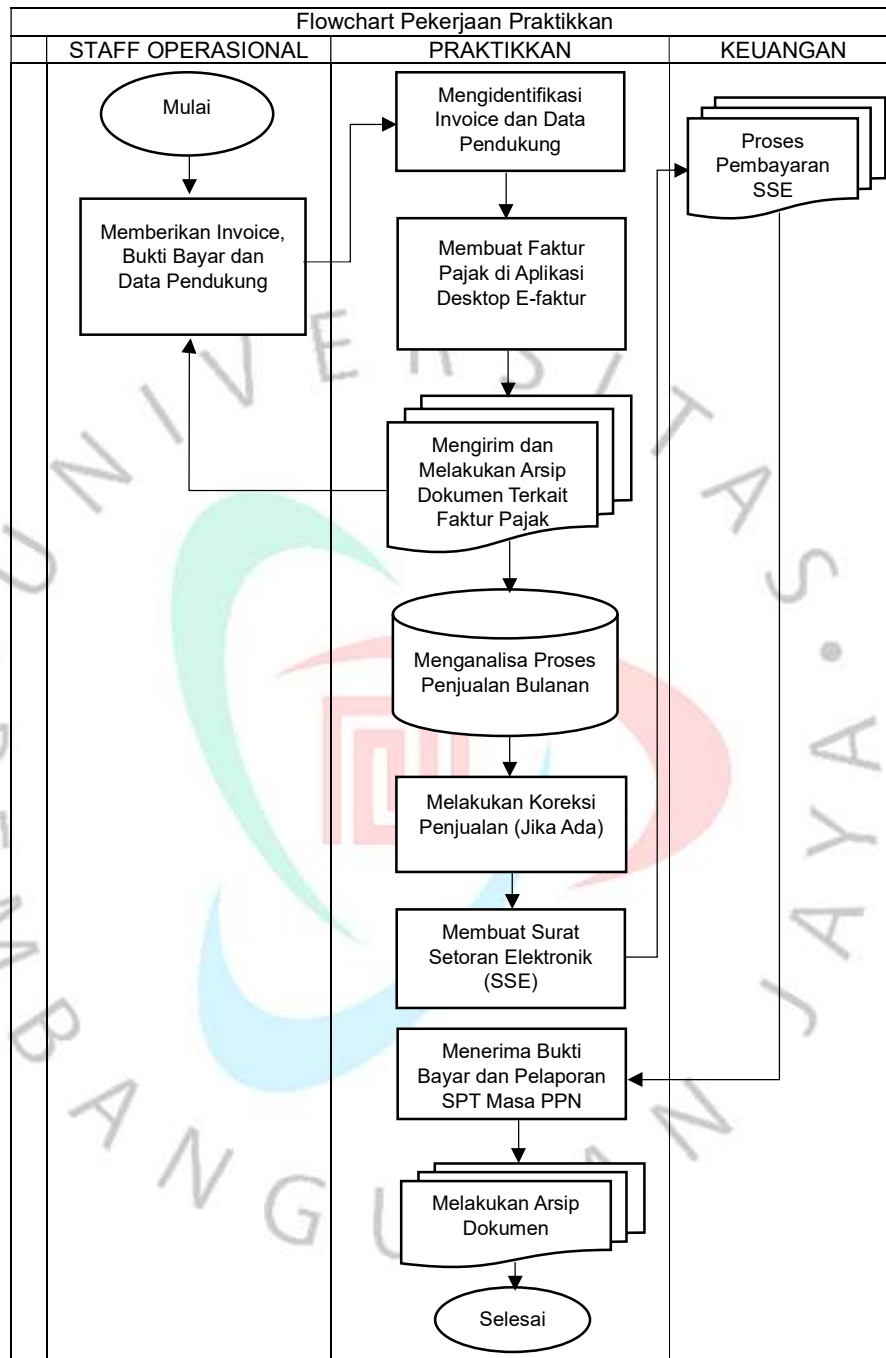 Flowchart Pekerjaan Praktikkan
STAFF OPERASIONAL
PRAKTIKKAN
KEUANGAN
Mulai
Memberikan Invoice,
Bukti Bayar dan
Data Pendukung
Mengidentifikasi
Invoice dan Data
Pendukung
Membuat Faktur
Pajak di Aplikasi
Desktop E-faktur
Mengirim dan
Melakukan Arsip
Dokumen Terkait
Faktur Pajak
Menganalisa Proses
Penjualan Bulanan
Melakukan Koreksi
Penjualan (Jika Ada)
Membuat Surat
Setoran Elektronik
(SSE)
Proses
Pembayaran
SSE
Menerima Bukti
Bayar dan Pelaporan
SPT Masa PPN
Melakukan Arsip
Dokumen
Selesai
UNIVERSITAS
PEMBANGUNAN JAYA